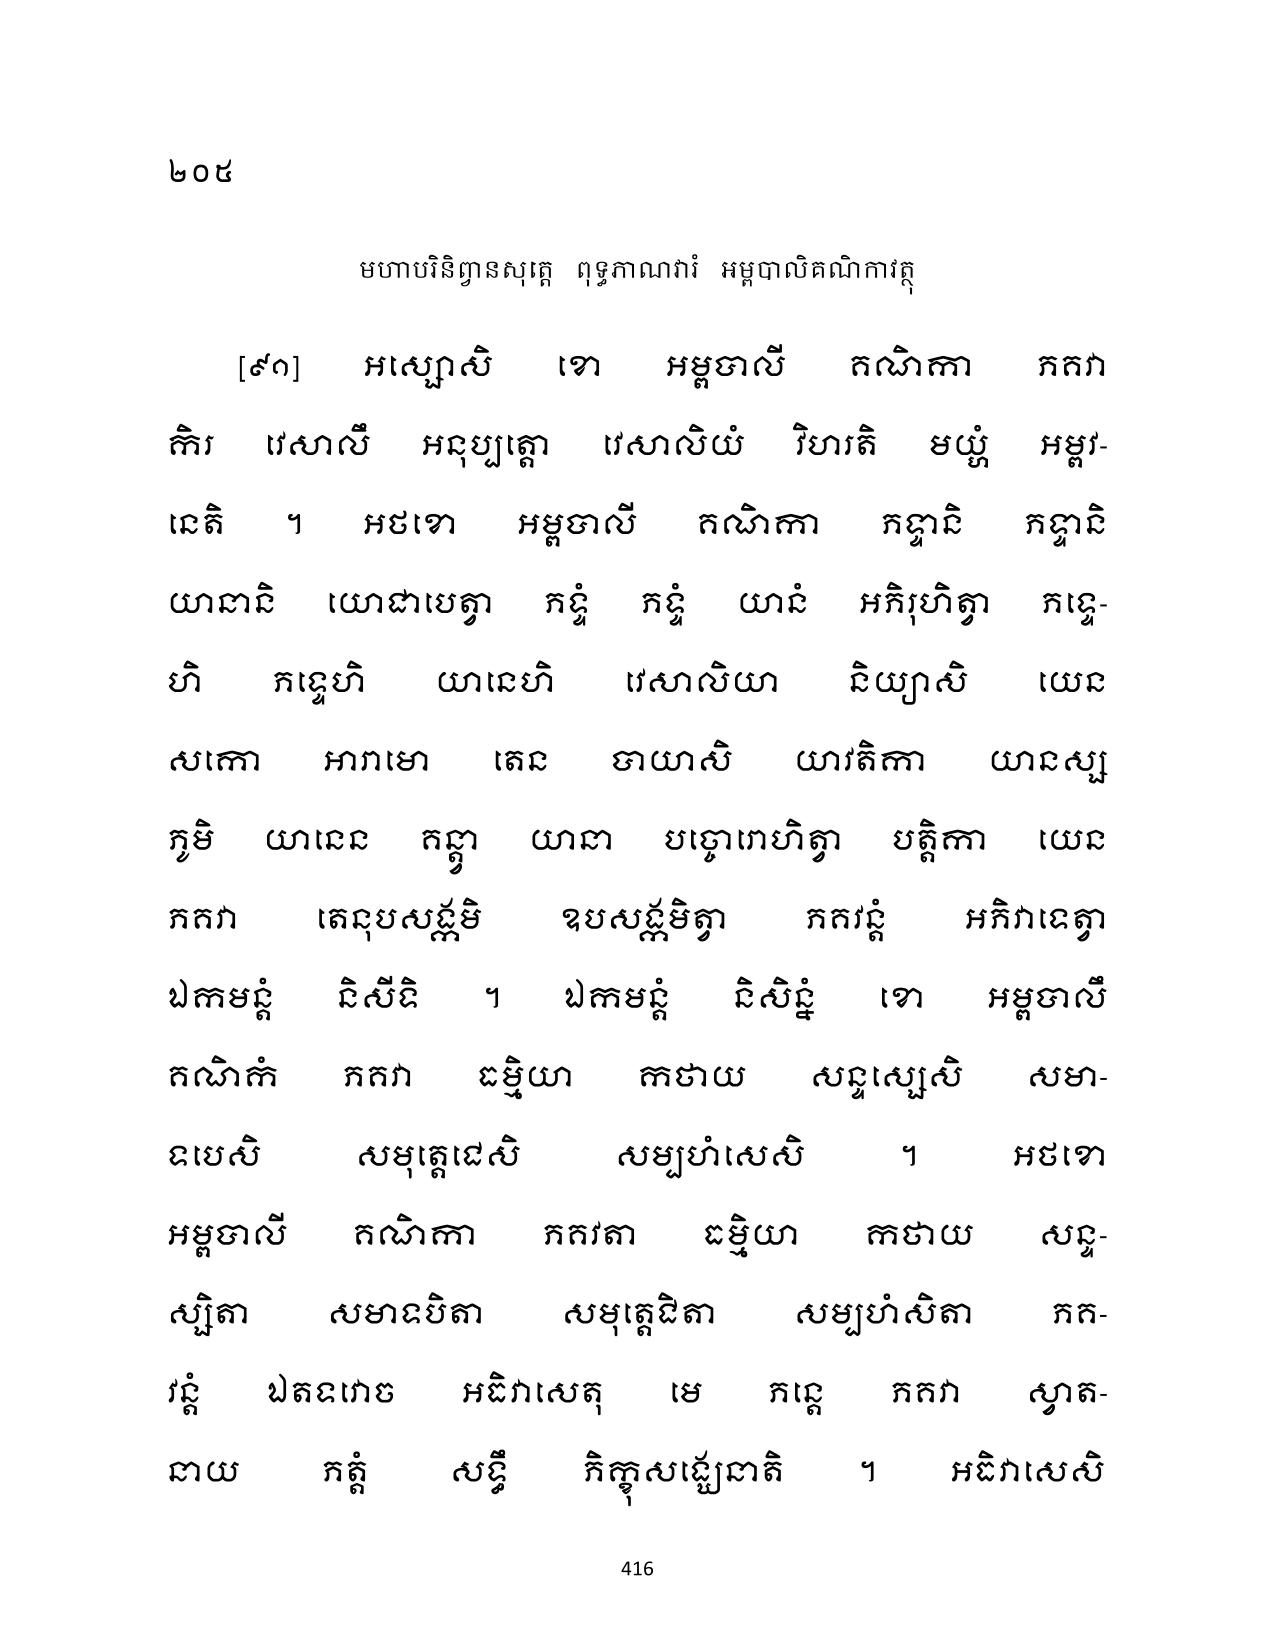 ២០៥
មហាបរិនិព្វានសុត្តេ ពុទ្ធភាណវារំ អម្ពបាលិគណិកាវត្ថុ
[៩១] អស្សោសិ ខោ អម្ពបាលី គណិកា ភគវា
កិរ វេសាលឹ អនុប្បត្តោ វេសាលិយំ វិហរតិ មយ្ហំ អម្ពវ-
នេតិ ។ អថខោ អម្ពបាលី គណិកា ភទ្ទានិ ភទ្ទានិ
យានានិ យោជាបេត្វា ភទ្ទំ ភទ្ទំ យានំ អភិរុហិត្វា ភទ្ទេ-
ហិ ភទ្ទេហិ យានេហិ វេសាលិយា និយ្យាសិ យេន
សកោ អារាមោ តេន បាយាសិ យាវតិកា យានស្ស
ភូមិ យានេន គន្ត្វា យានា បច្ចោរោហិត្វា បត្តិកា យេន
ភគវា តេនុបសង្កមិ ឧបសង្កមិត្វា ភគវន្តំ អភិវាទេត្វា
ឯកមន្តំ និសីទិ ។ ឯកមន្តំ និសិន្នំ ខោ អម្ពបាលឹ
គណិកំ ភគវា ធម្មិយា កថាយ សន្ទស្សេសិ សមា-
ទបេសិ សមុត្តេជេសិ សម្បហំសេសិ ។ អថខោ
អម្ពបាលី គណិកា ភគវតា ធម្មិយា កថាយ សន្ទ-
ស្សិតា សមាទបិតា សមុត្តេជិតា សម្បហំសិតា ភគ-
វន្តំ ឯតទវោច អធិវាសេតុ មេ ភន្តេ ភគវា ស្វាត-
នាយ ភត្តំ សទ្ធឹ ភិក្ខុសង្ឃេនាតិ ។ អធិវាសេសិ
416